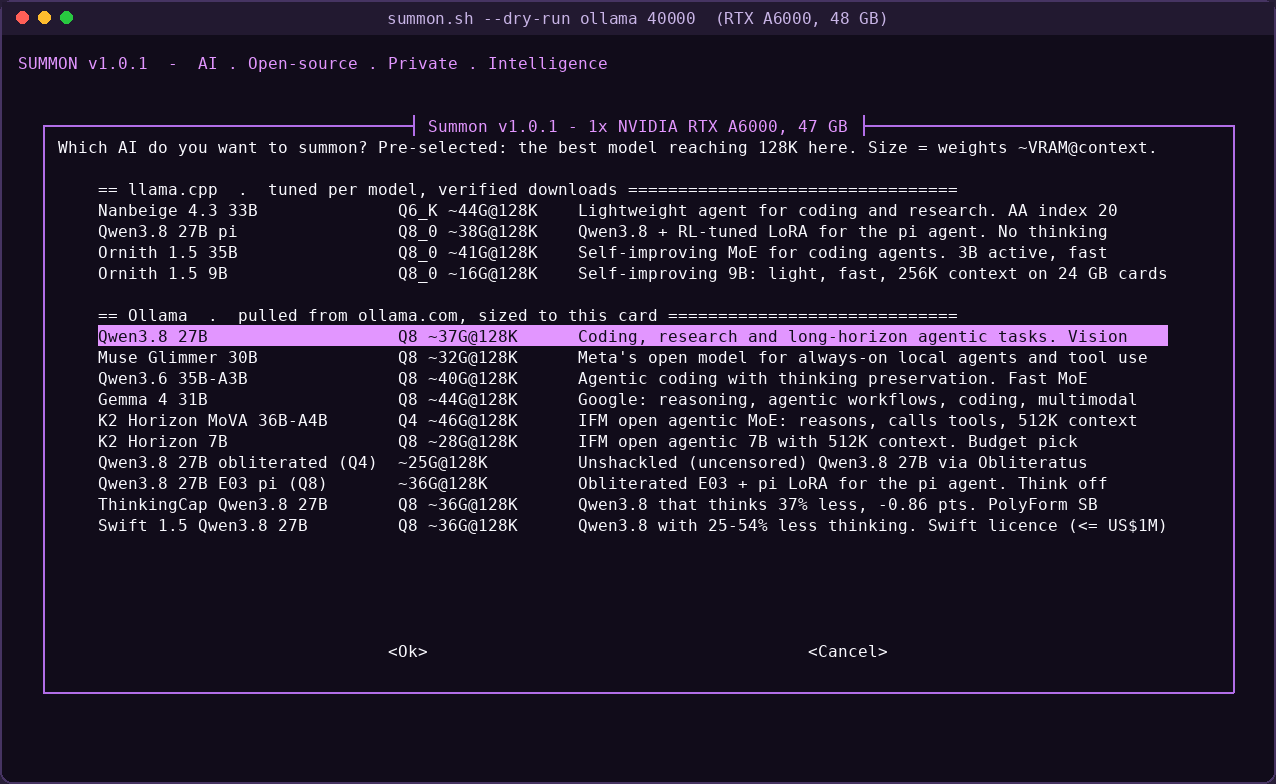 summon.sh --dry-run ollama 40000  (RTX A6000, 48 GB)
SUMMON v1.0.1  -  AI . Open-source . Private . Intelligence
Summon v1.0.1 - 1x NVIDIA RTX A6000, 47 GB
Which AI do you want to summon? Pre-selected: the best model reaching 128K here. Size = weights ~VRAM@context.
== llama.cpp  .  tuned per model, verified downloads =================================
Nanbeige 4.3 33B              Q6_K ~44G@128K    Lightweight agent for coding and research. AA index 20
Qwen3.8 27B pi                Q8_0 ~38G@128K    Qwen3.8 + RL-tuned LoRA for the pi agent. No thinking
Ornith 1.5 35B                Q8_0 ~41G@128K    Self-improving MoE for coding agents. 3B active, fast
Ornith 1.5 9B                 Q8_0 ~16G@128K    Self-improving 9B: light, fast, 256K context on 24 GB cards
== Ollama  .  pulled from ollama.com, sized to this card =============================
Qwen3.8 27B                   Q8 ~37G@128K      Coding, research and long-horizon agentic tasks. Vision
Muse Glimmer 30B              Q8 ~32G@128K      Meta's open model for always-on local agents and tool use
Qwen3.6 35B-A3B               Q8 ~40G@128K      Agentic coding with thinking preservation. Fast MoE
Gemma 4 31B                   Q8 ~44G@128K      Google: reasoning, agentic workflows, coding, multimodal
K2 Horizon MoVA 36B-A4B       Q4 ~46G@128K      IFM open agentic MoE: reasons, calls tools, 512K context
K2 Horizon 7B                 Q8 ~28G@128K      IFM open agentic 7B with 512K context. Budget pick
Qwen3.8 27B obliterated (Q4)  ~25G@128K         Unshackled (uncensored) Qwen3.8 27B via Obliteratus
Qwen3.8 27B E03 pi (Q8)       ~36G@128K         Obliterated E03 + pi LoRA for the pi agent. Think off
ThinkingCap Qwen3.8 27B       Q8 ~36G@128K      Qwen3.8 that thinks 37% less, -0.86 pts. PolyForm SB
Swift 1.5 Qwen3.8 27B         Q8 ~36G@128K      Qwen3.8 with 25-54% less thinking. Swift licence (<= US$1M)
<Ok>                                      <Cancel>